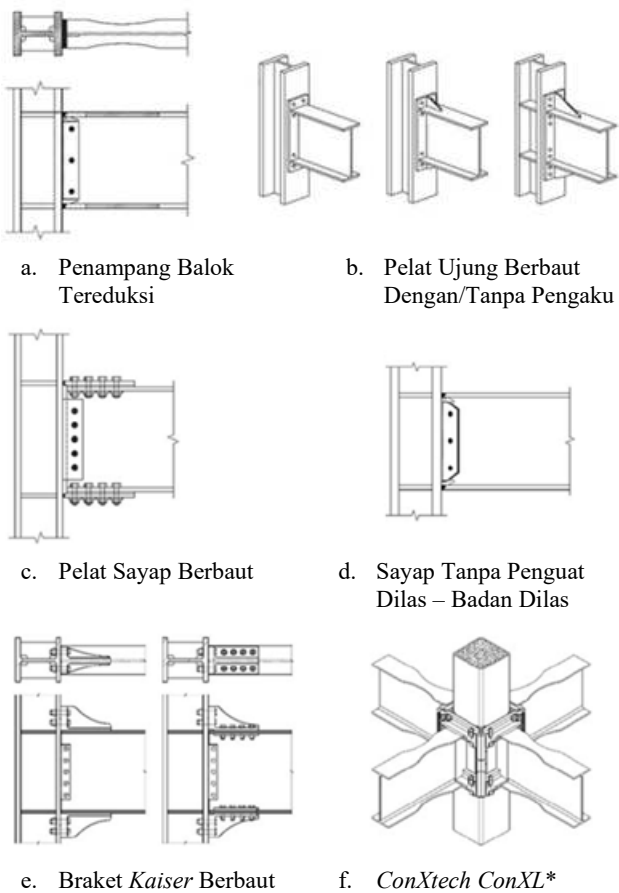 a. Penampang Balok
Tereduksi
b. Pelat Ujung Berbaut
Dengan/Tanpa Pengaku
c. Pelat Sayap Berbaut
d. Sayap Tanpa Penguat
Dilas – Badan Dilas
e. Braket Kaiser Berbaut
f. ConXtech ConXL*